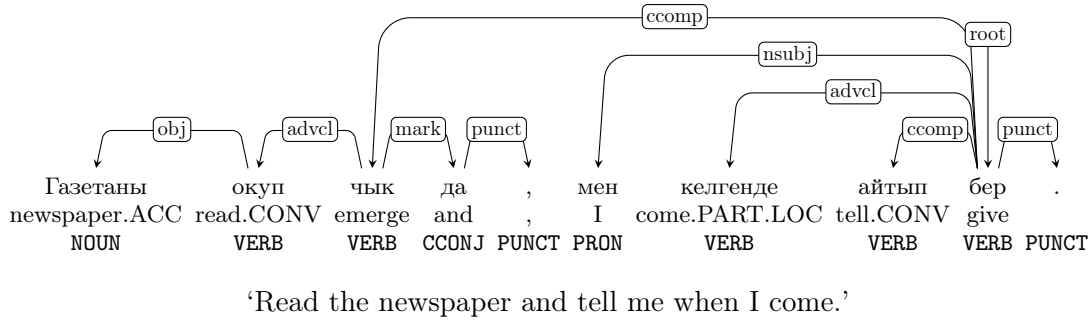 ccomp
root
nsubj
advcl
obj advcl mark punct ccomp punct
Газетаны окуп чык да , мен келгенде айтып бер .
newspaper.ACC read.CONV emerge and , I come.PART.LOC tell.CONV give
NOUN VERB VERB CCONJ PUNCT PRON VERB VERB VERB PUNCT
‘Read the newspaper and tell me when I come.’